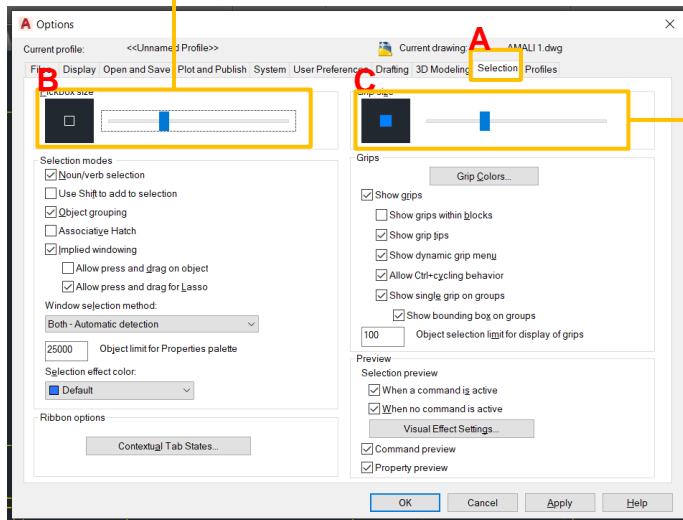 A Options
Current profile: <<Unnamed Profile>> Current drawing: AMALI 1.dwg
A
Files Display Open and Save Plot and Publish System User Preferences Drafting 3D Modeling Selection Profiles
B C
Pickbox size Grip size
Selection modes
Noun/verb selection
Use Shift to add to selection
Object grouping
Associative Hatch
Implied windowing
Allow press and drag on object
Allow press and drag for Lasso
Window selection method:
Both - Automatic detection
25000 Object limit for Properties palette
Selection effect color:
Default
Ribbon options
Contextual Tab States...
Grips
Grip Colors...
Show grips
Show grips within blocks
Show grip tips
Show dynamic grip menu
Allow Ctrl+cycling behavior
Show single grip on groups
Show bounding box on groups
100 Object selection limit for display of grips
Preview
Selection preview
When a command is active
When no command is active
Visual Effect Settings...
Command preview
Property preview
OK Cancel Apply Help